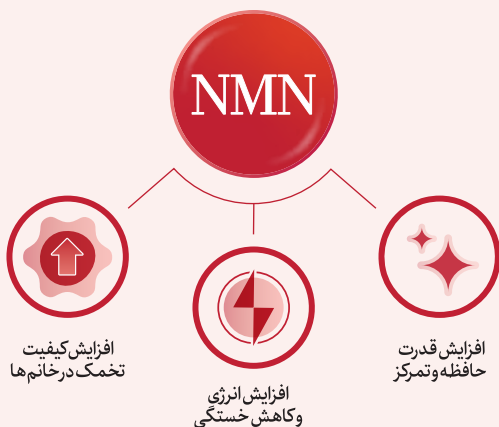 NMN
افزایش قدرت
حافظه و تمرکز
افزایش انرژی
و کاهش خستگی
افزایش کیفیت
تخمک در خانم‌ها